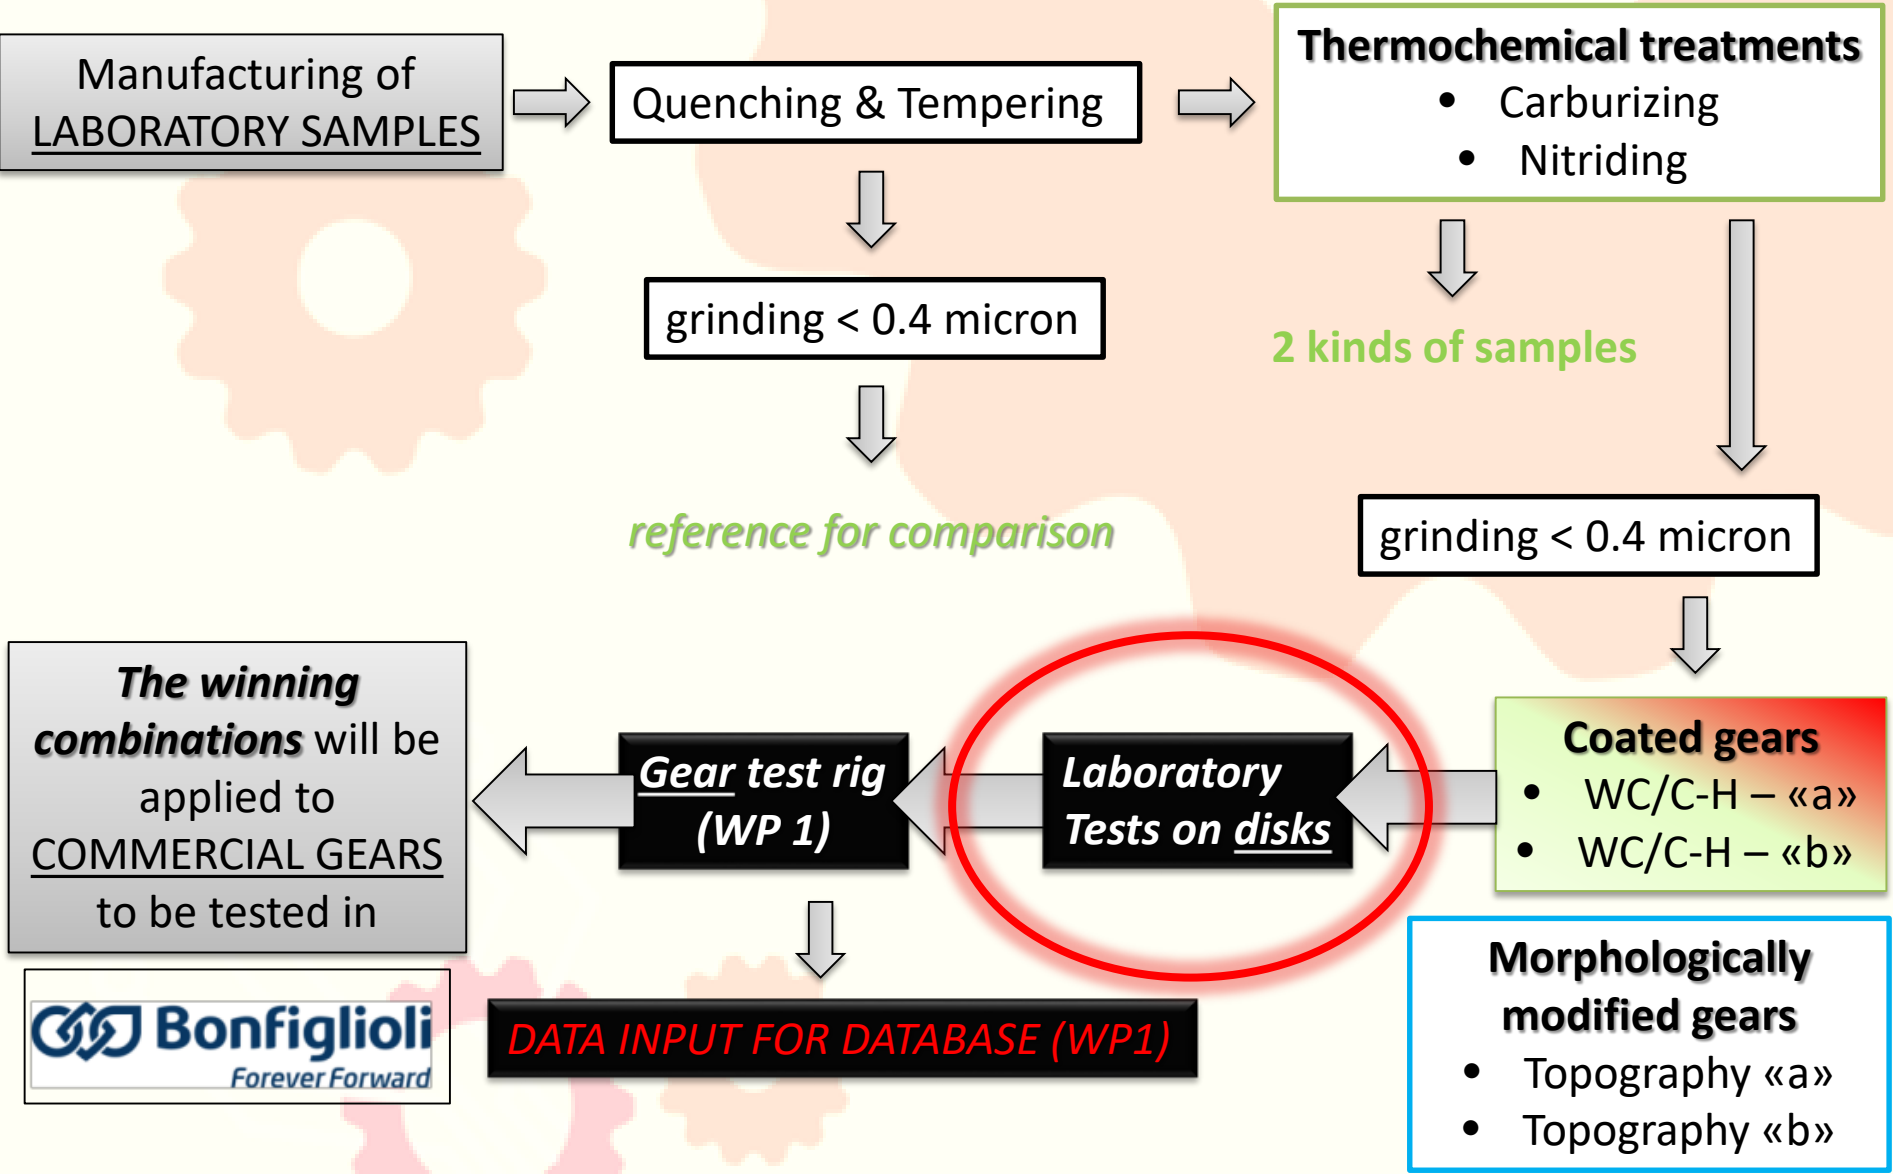 Manufacturing of
LABORATORY SAMPLES
Quenching & Tempering
Thermochemical treatments
• Carburizing
• Nitriding
grinding < 0.4 micron
2 kinds of samples
reference for comparison
grinding < 0.4 micron
The winning
combinations will be
applied to
COMMERCIAL GEARS
to be tested in
Gear test rig
(WP 1)
Laboratory
Tests on disks
Coated gears
• WC/C-H – «a»
• WC/C-H – «b»
Morphologically
modified gears
• Topography «a»
• Topography «b»
Bonfiglioli
Forever Forward
DATA INPUT FOR DATABASE (WP1)